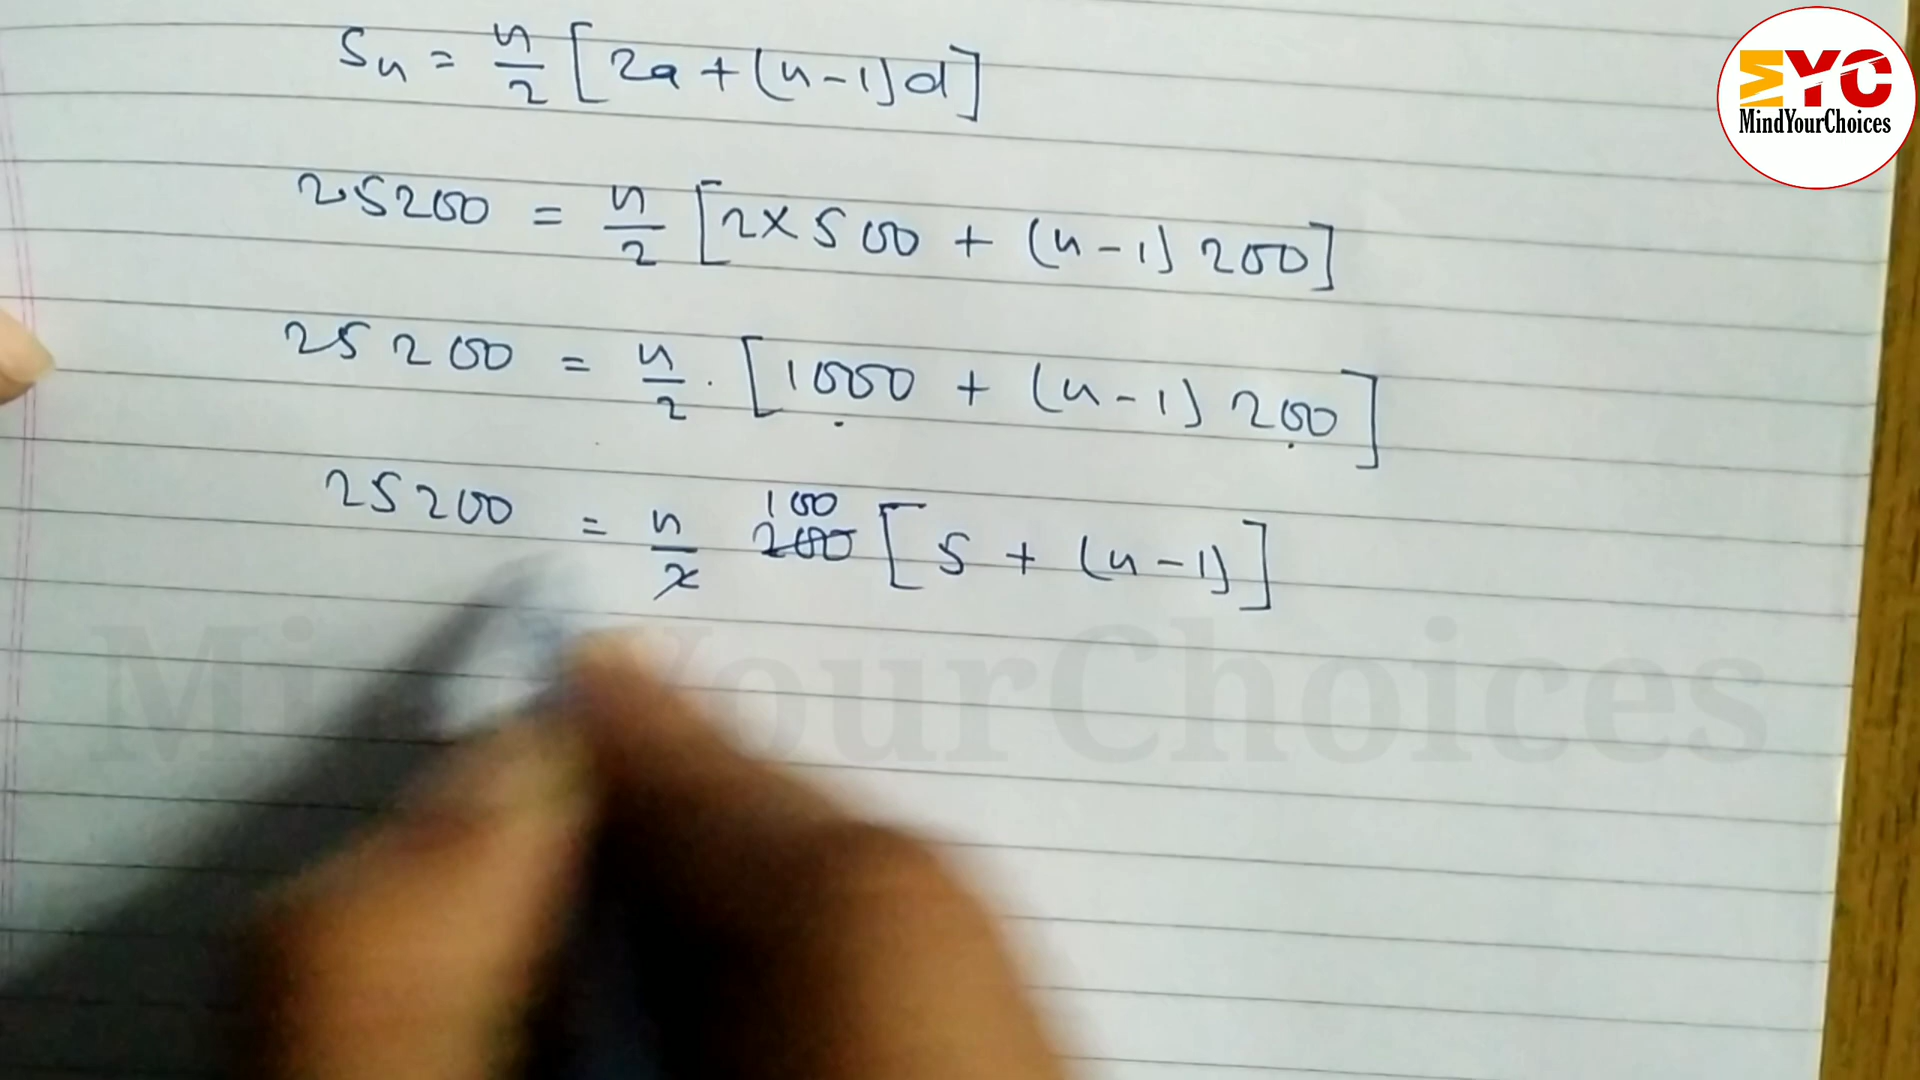 Sn = n/2 [2a + (n-1)d]
MYC
MindYourChoices
25200 = n/2 [2×500 + (n-1) 200]
25200 = n/2 . [1000 + (n-1) 200]
100
25200 = n/2 200 [5 + (n-1)]
MindYourChoices